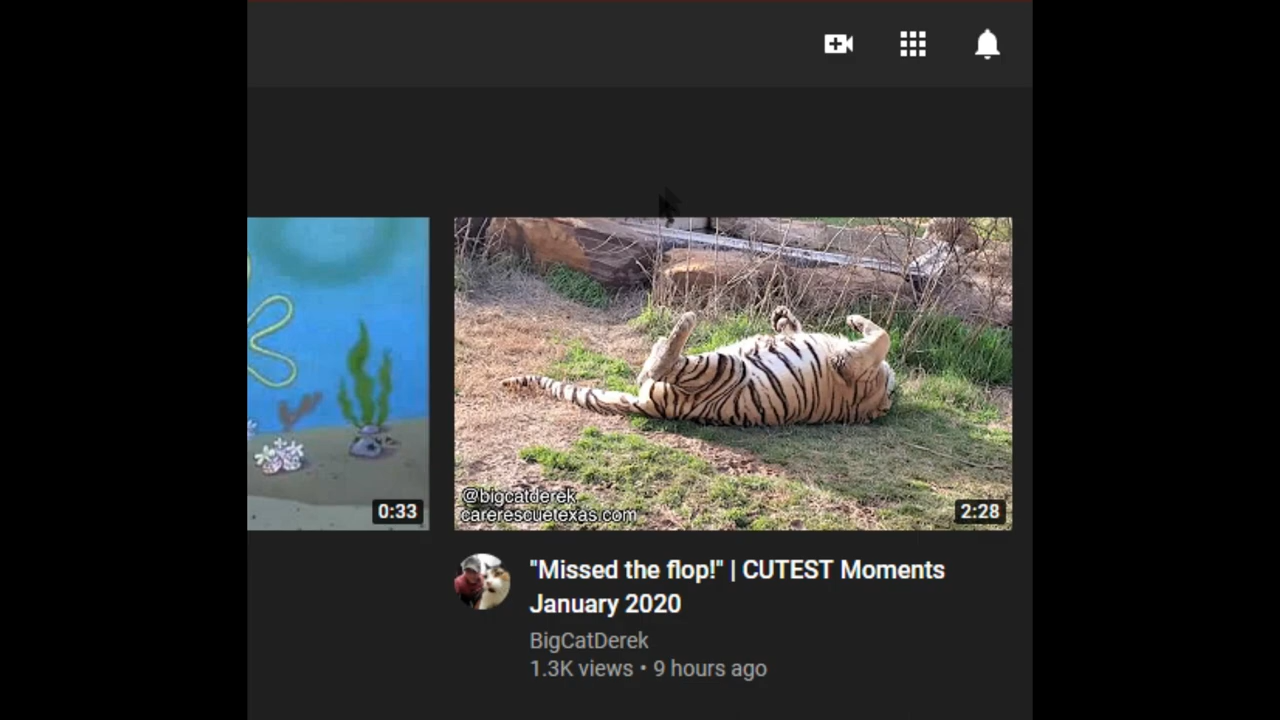 @bigcatderek
carerescuetexas.com
0:33
2:28
"Missed the flop!" | CUTEST Moments
January 2020
BigCatDerek
1.3K views • 9 hours ago